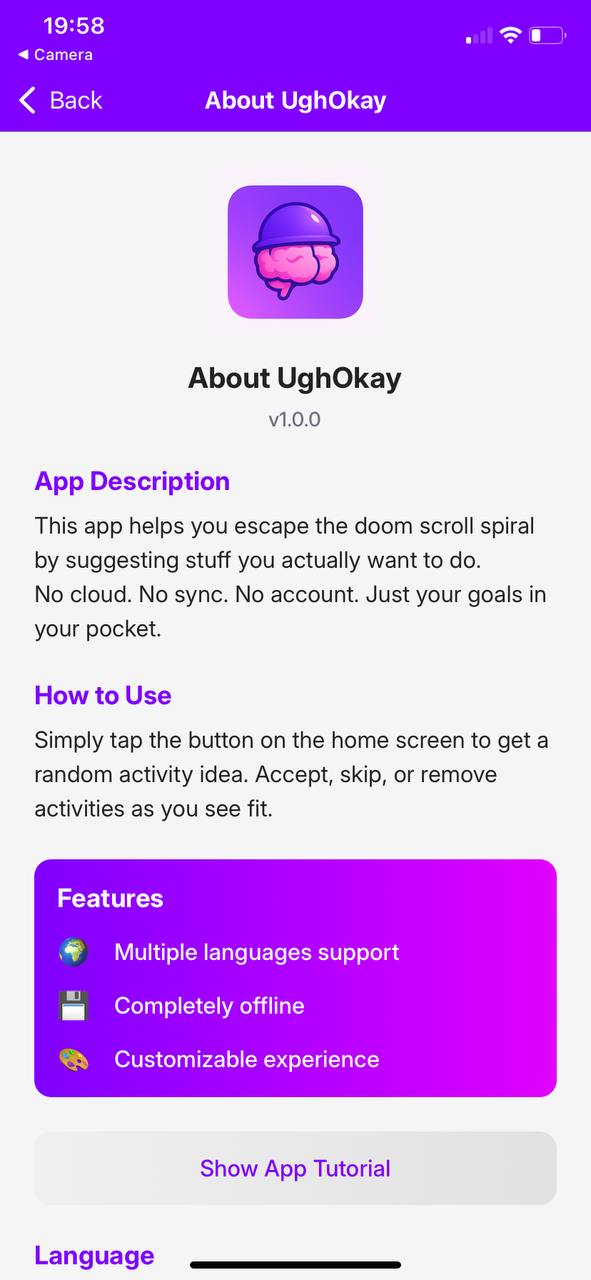 19:58
◀ Camera
Back
About UghOkay
About UghOkay
v1.0.0
App Description
This app helps you escape the doom scroll spiral
by suggesting stuff you actually want to do.
No cloud. No sync. No account. Just your goals in
your pocket.
How to Use
Simply tap the button on the home screen to get a
random activity idea. Accept, skip, or remove
activities as you see fit.
Features
Multiple languages support
Completely offline
Customizable experience
Show App Tutorial
Language